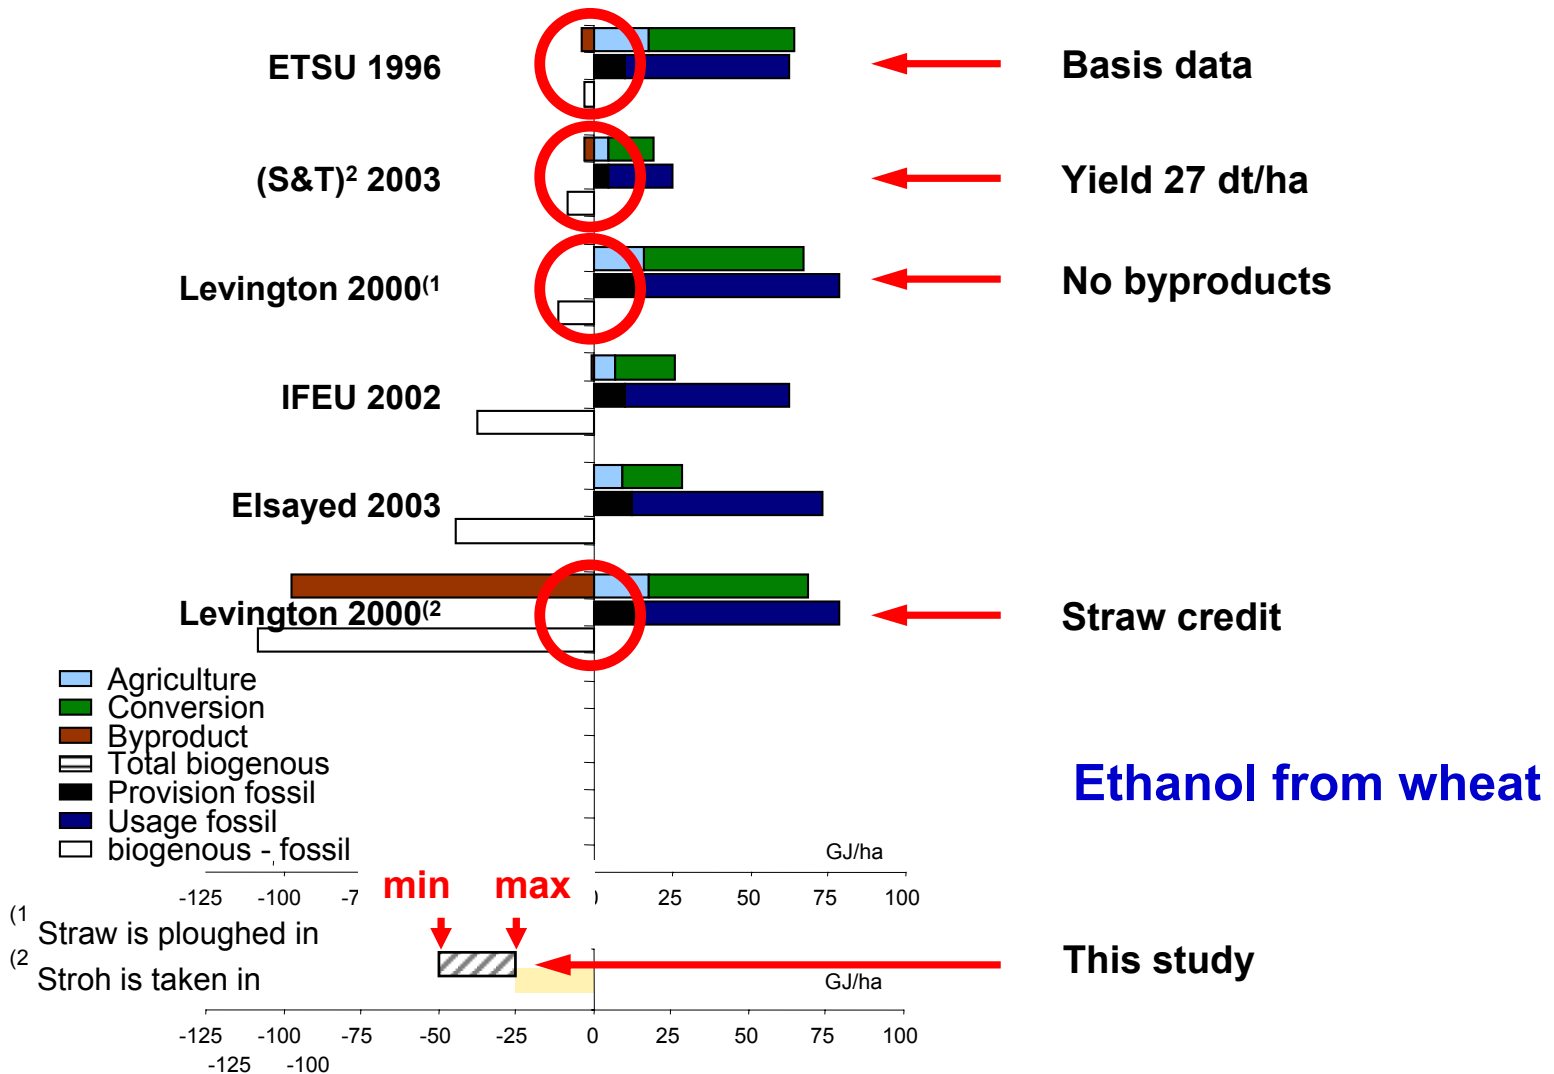 ETSU 1996
Basis data
(S&T)² 2003
Yield 27 dt/ha
Levington 2000⁽¹
No byproducts
IFEU 2002
Elsayed 2003
Levington 2000⁽²
Straw credit
Agriculture
Conversion
Byproduct
Total biogenous
Provision fossil
Usage fossil
biogenous - fossil
Ethanol from wheat
GJ/ha
-125 -100 -7 25 50 75 100
min max
⁽¹ Straw is ploughed in
⁽² Stroh is taken in
This study
GJ/ha
-125 -100 -75 -50 -25 0 25 50 75 100
-125 -100